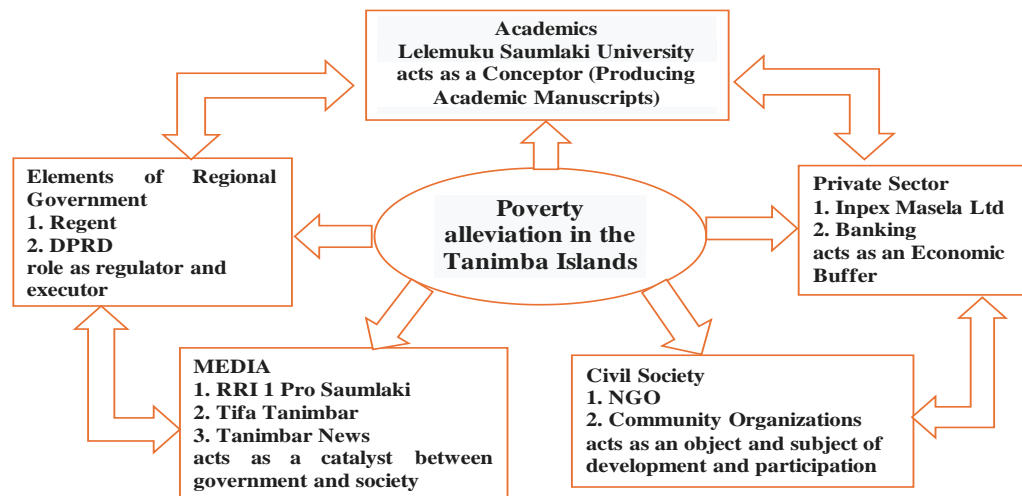 Academics
Lelemuku Saumlaki University
acts as a Conceptor (Producing
Academic Manuscripts)
Elements of Regional
Government
1. Regent
2. DPRD
role as regulator and
executor
Poverty
alleviation in the
Tanimba Islands
Private Sector
1. Inpex Masela Ltd
2. Banking
acts as an Economic
Buffer
MEDIA
1. RRI 1 Pro Saumlaki
2. Tifa Tanimbar
3. Tanimbar News
acts as a catalyst between
government and society
Civil Society
1. NGO
2. Community Organizations
acts as an object and subject of
development and participation